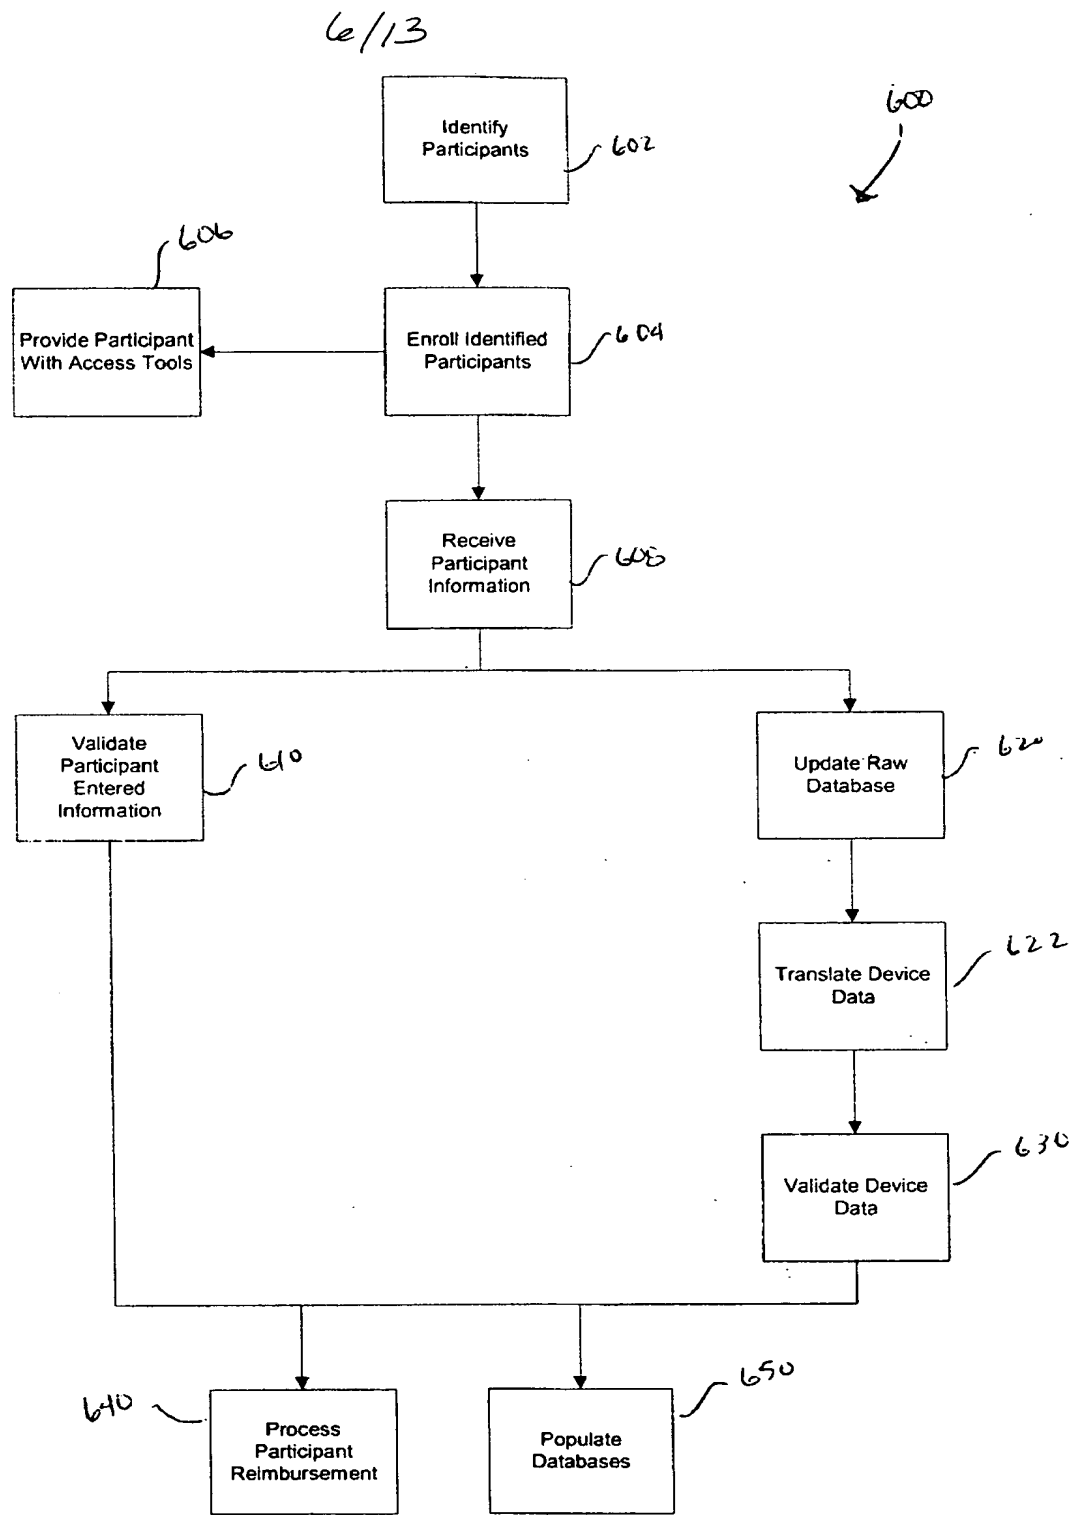 6/13
600
Identify
Participants
602
606
Provide Participant
With Access Tools
Enroll Identified
Participants
604
Receive
Participant
Information
608
Validate
Participant
Entered
Information
610
Update Raw
Database
620
Translate Device
Data
622
Validate Device
Data
630
640
Process
Participant
Reimbursement
650
Populate
Databases